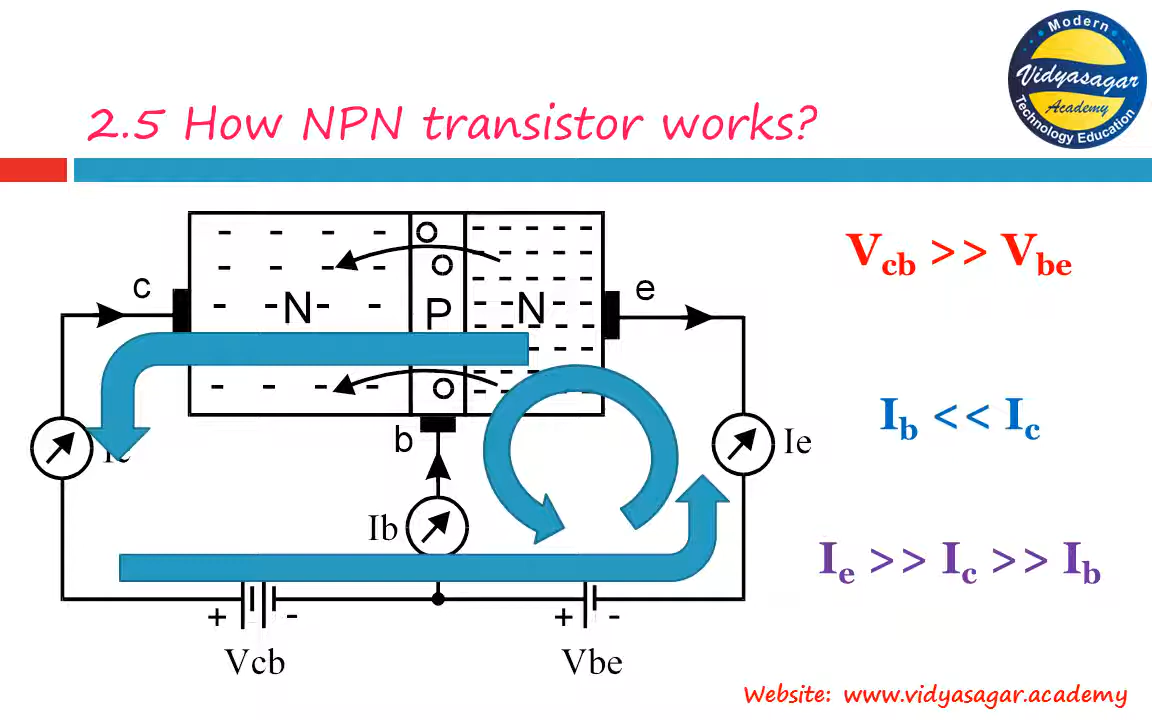 Modern
Vidyasagar
Academy
Technology Education
2.5 How NPN transistor works?
c
e
N
P
N
b
Ib
Ie
+ -
+ -
Vcb
Vbe
Vcb >> Vbe
Ib << Ic
Ie >> Ic >> Ib
Website: www.vidyasagar.academy